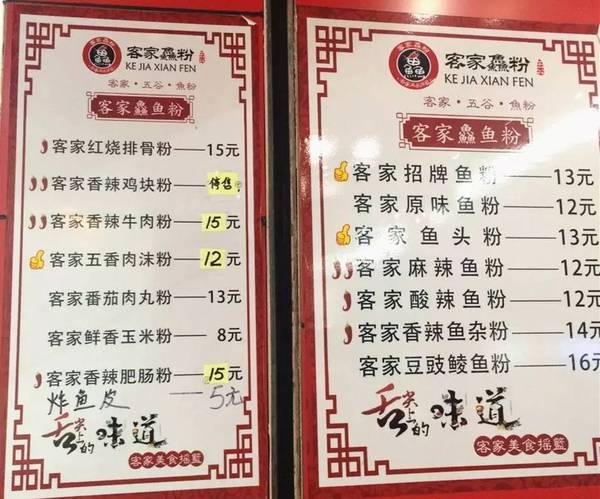 客家鱻粉
KE JIA XIAN FEN
客家·五谷·魚粉
客家鱻鱼粉
客家红烧排骨粉——15元
客家香辣鸡块粉——停售
客家香辣牛肉粉——15元
客家五香肉沫粉——12元
客家番茄肉丸粉——13元
客家鲜香玉米粉——8元
客家香辣肥肠粉——15元
炸鱼皮——5元
舌尖上的味道
客家美食摇籃
客家鱻粉
KE JIA XIAN FEN
客家·五谷·魚粉
客家鱻鱼粉
客家招牌鱼粉——13元
客家原味鱼粉——12元
客家鱼头粉——13元
客家麻辣鱼粉——12元
客家酸辣鱼粉——12元
客家香辣鱼杂粉——14元
客家豆豉鲮鱼粉——16元
舌尖上的味道
客家美食摇籃